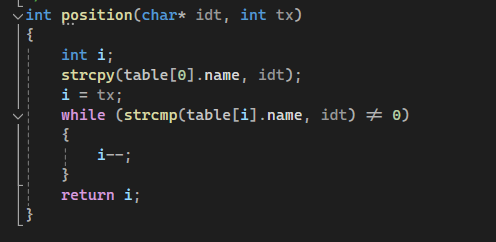 int position(char* idt, int tx)
{
int i;
strcpy(table[0].name, idt);
i = tx;
while (strcmp(table[i].name, idt) ≠ 0)
{
i--;
}
return i;
}